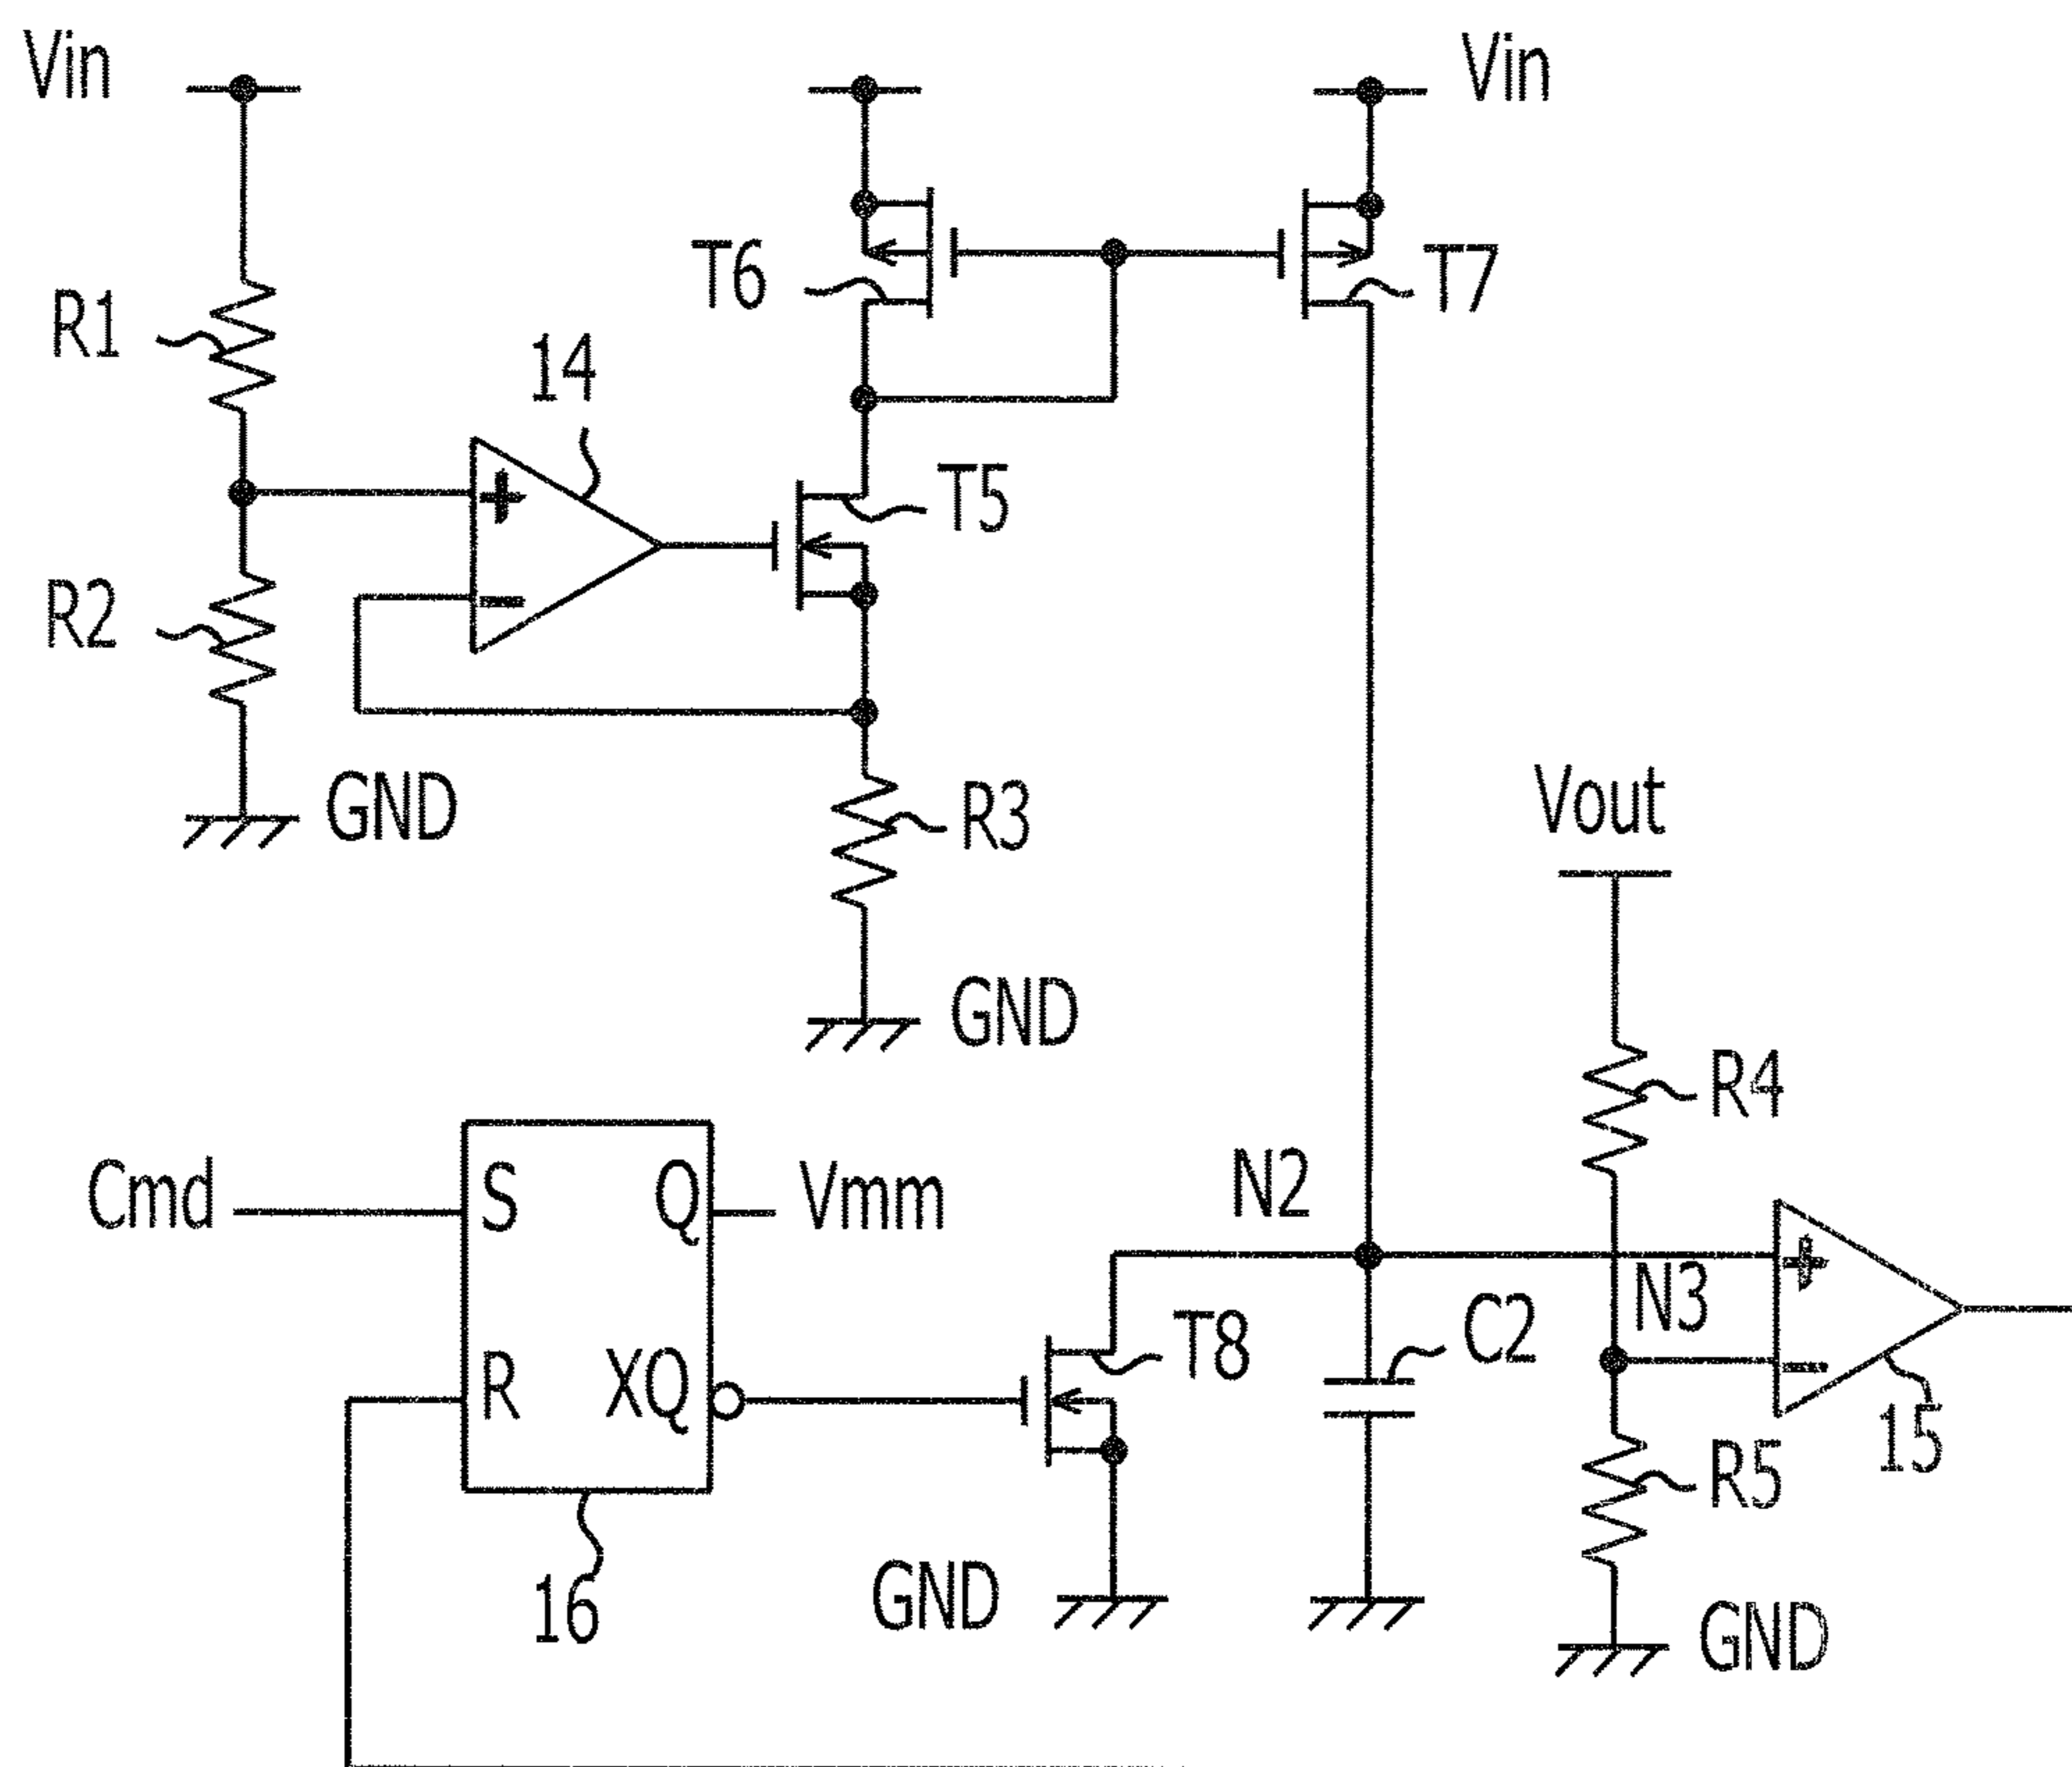 Vin
Vin
T6
T7
R1
14
+
T5
R2
−
GND
R3
Vout
GND
R4
Cmd
S
Q
Vmm
N2
+
N3
R
XQ
T8
C2
−
15
R5
16
GND
GND